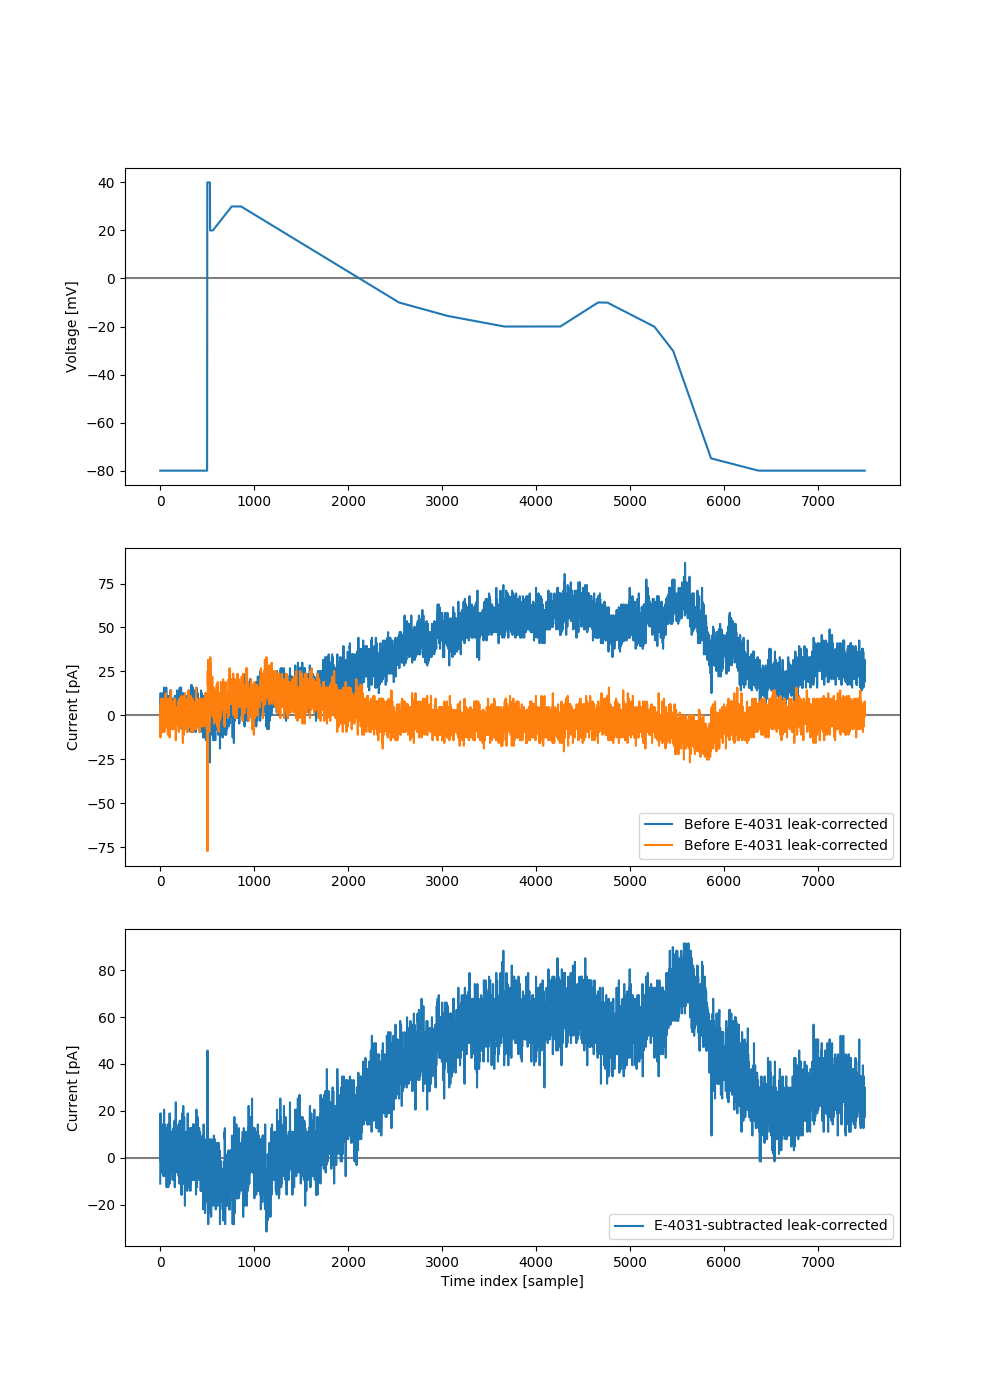 40
20
0
−20
−40
−60
−80
Voltage [mV]
0 1000 2000 3000 4000 5000 6000 7000
75
50
25
0
−25
−50
−75
Current [pA]
Before E-4031 leak-corrected
Before E-4031 leak-corrected
0 1000 2000 3000 4000 5000 6000 7000
80
60
40
20
0
−20
Current [pA]
E-4031-subtracted leak-corrected
0 1000 2000 3000 4000 5000 6000 7000
Time index [sample]